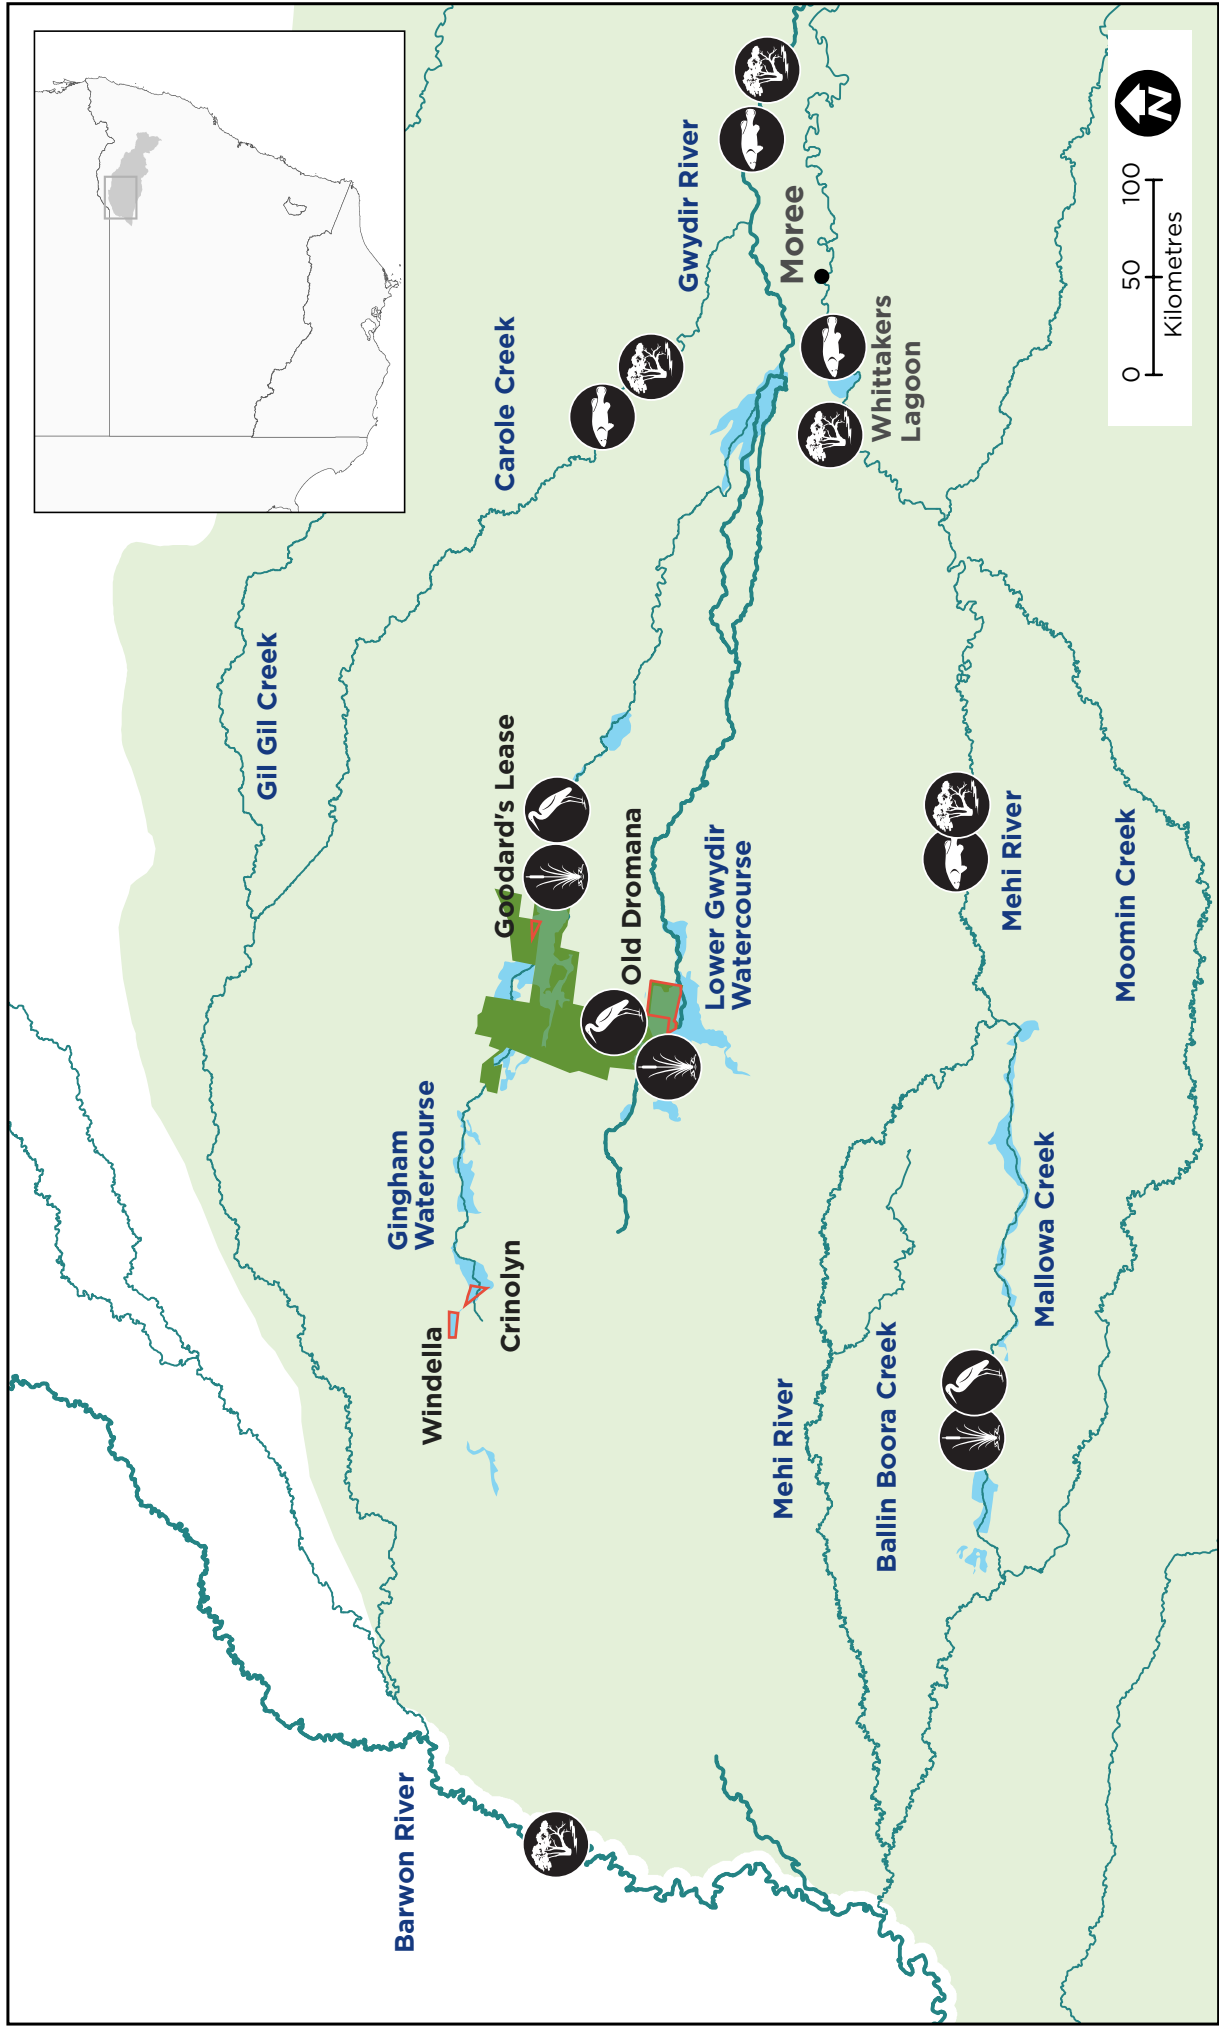 Barwon River
Gil Gil Creek
Carole Creek
Gwydir River
Moree
Whittakers
Lagoon
Goodard's Lease
Old Dromana
Lower Gwydir
Watercourse
Gingham
Watercourse
Windella
Crinolyn
Mehi River
Mehi River
Ballin Boora Creek
Mallowa Creek
Moomin Creek
N
0 50 100
Kilometres